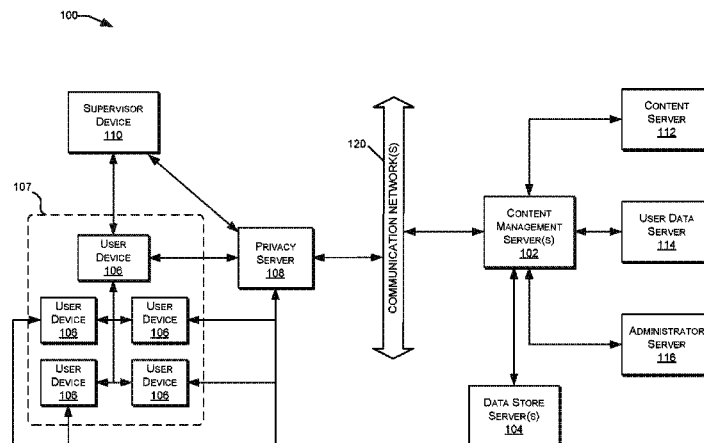 100
SUPERVISOR
DEVICE
110
107
USER
DEVICE
106
USER
DEVICE
106
USER
DEVICE
106
USER
DEVICE
106
USER
DEVICE
106
PRIVACY
SERVER
108
120
COMMUNICATION NETWORK(S)
CONTENT
MANAGEMENT
SERVER(S)
102
CONTENT
SERVER
112
USER DATA
SERVER
114
ADMINISTRATOR
SERVER
116
DATA STORE
SERVER(S)
104